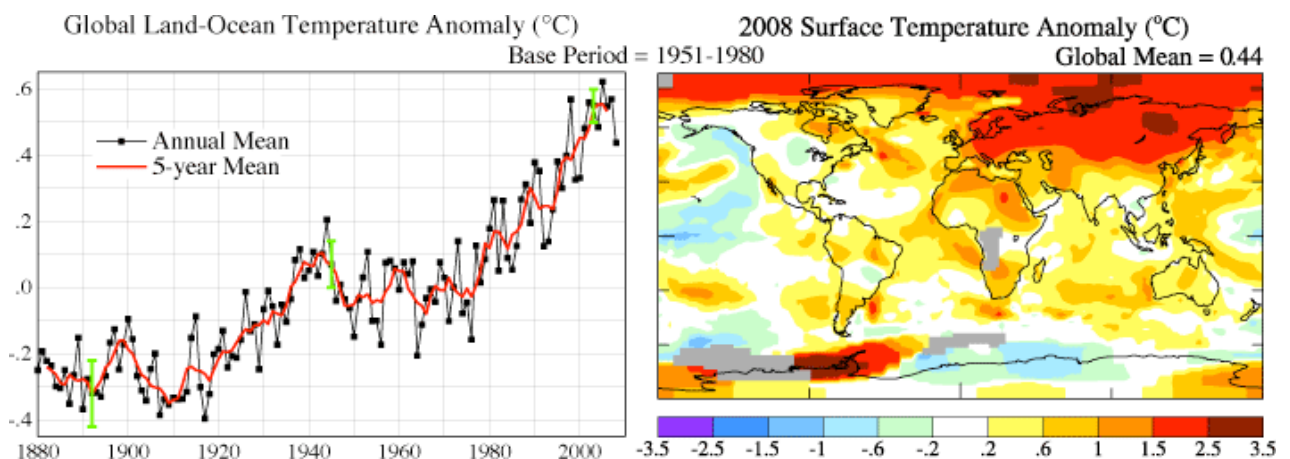 Global Land-Ocean Temperature Anomaly (°C)
2008 Surface Temperature Anomaly (°C)
Base Period = 1951-1980
Global Mean = 0.44
.6
.4
.2
.0
-.2
-.4
Annual Mean
5-year Mean
1880 1900 1920 1940 1960 1980 2000
-3.5 -2.5 -1.5 -1 -.6 -.2 .2 .6 1 1.5 2.5 3.5